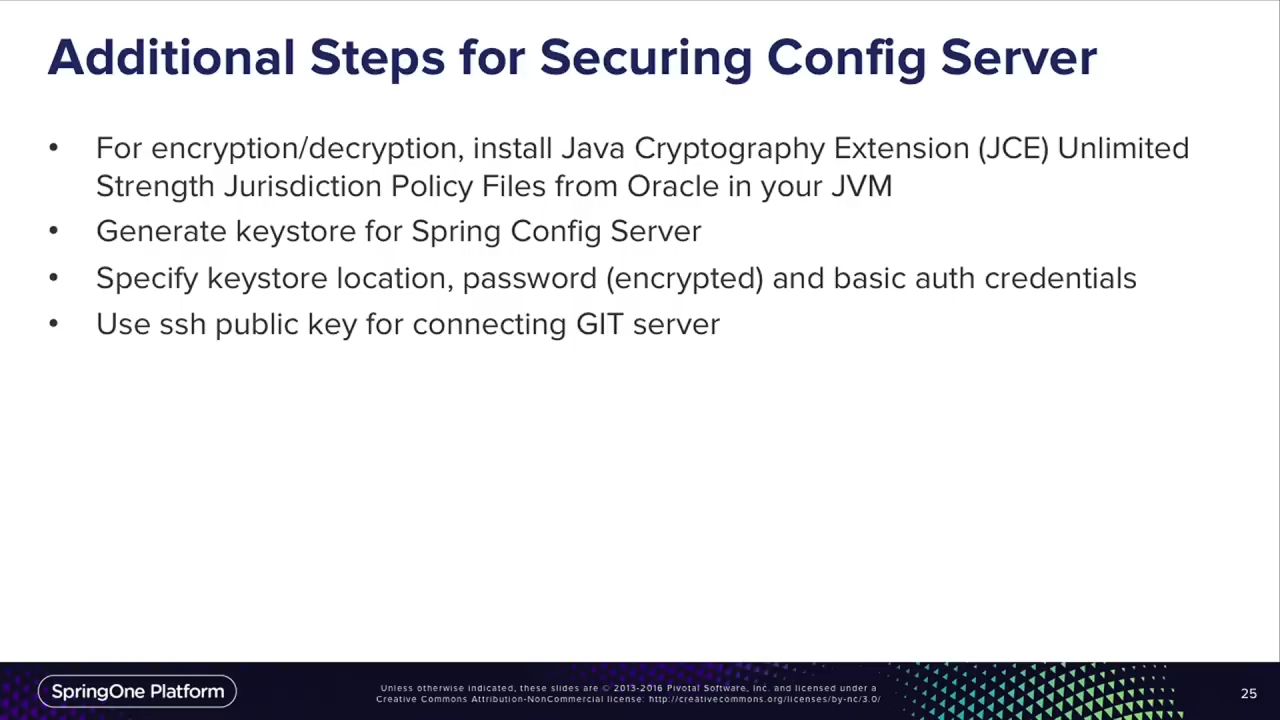 Additional Steps for Securing Config Server
• For encryption/decryption, install Java Cryptography Extension (JCE) Unlimited
Strength Jurisdiction Policy Files from Oracle in your JVM
• Generate keystore for Spring Config Server
• Specify keystore location, password (encrypted) and basic auth credentials
• Use ssh public key for connecting GIT server
SpringOne Platform
Unless otherwise indicated, these slides are © 2013-2016 Pivotal Software, Inc. and licensed under a
Creative Commons Attribution-NonCommercial license: http://creativecommons.org/licenses/by-nc/3.0/
25